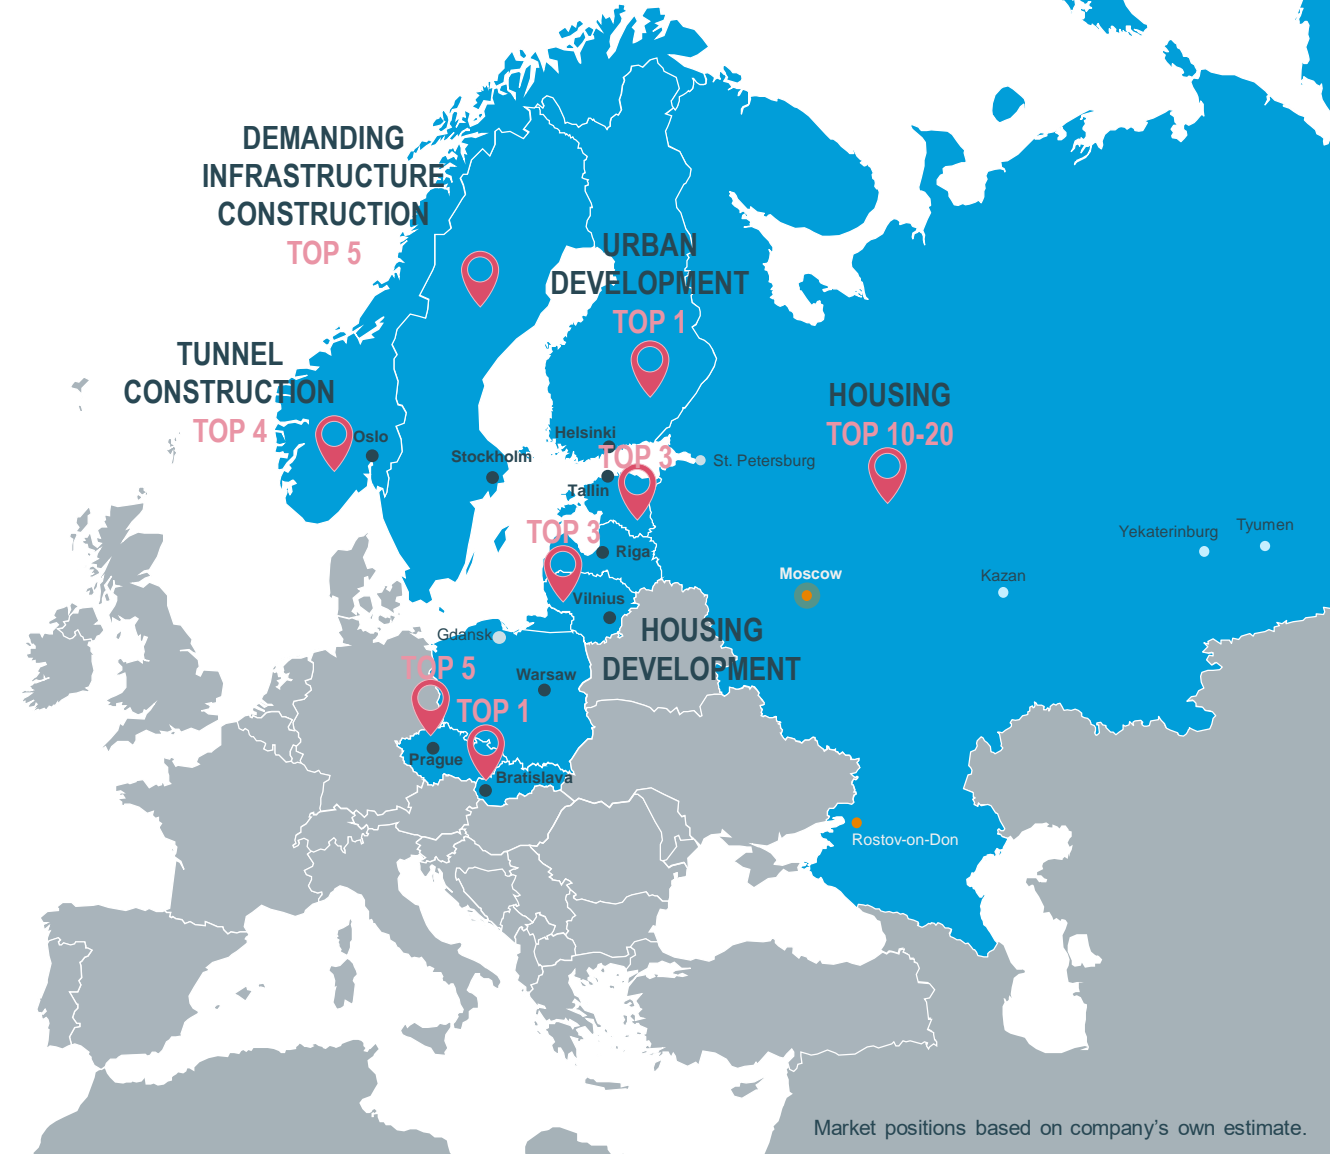 DEMANDING
INFRASTRUCTURE
CONSTRUCTION
TOP 5
URBAN
DEVELOPMENT
TOP 1
TUNNEL
CONSTRUCTION
TOP 4
HOUSING
TOP 10-20
Oslo
Stockholm
Helsinki
TOP 3
St. Petersburg
Tallin
TOP 3
Riga
Vilnius
Moscow
Kazan
Yekaterinburg
Tyumen
Gdansk
HOUSING
DEVELOPMENT
TOP 5
Warsaw
TOP 1
Prague
Bratislava
Rostov-on-Don
Market positions based on company's own estimate.